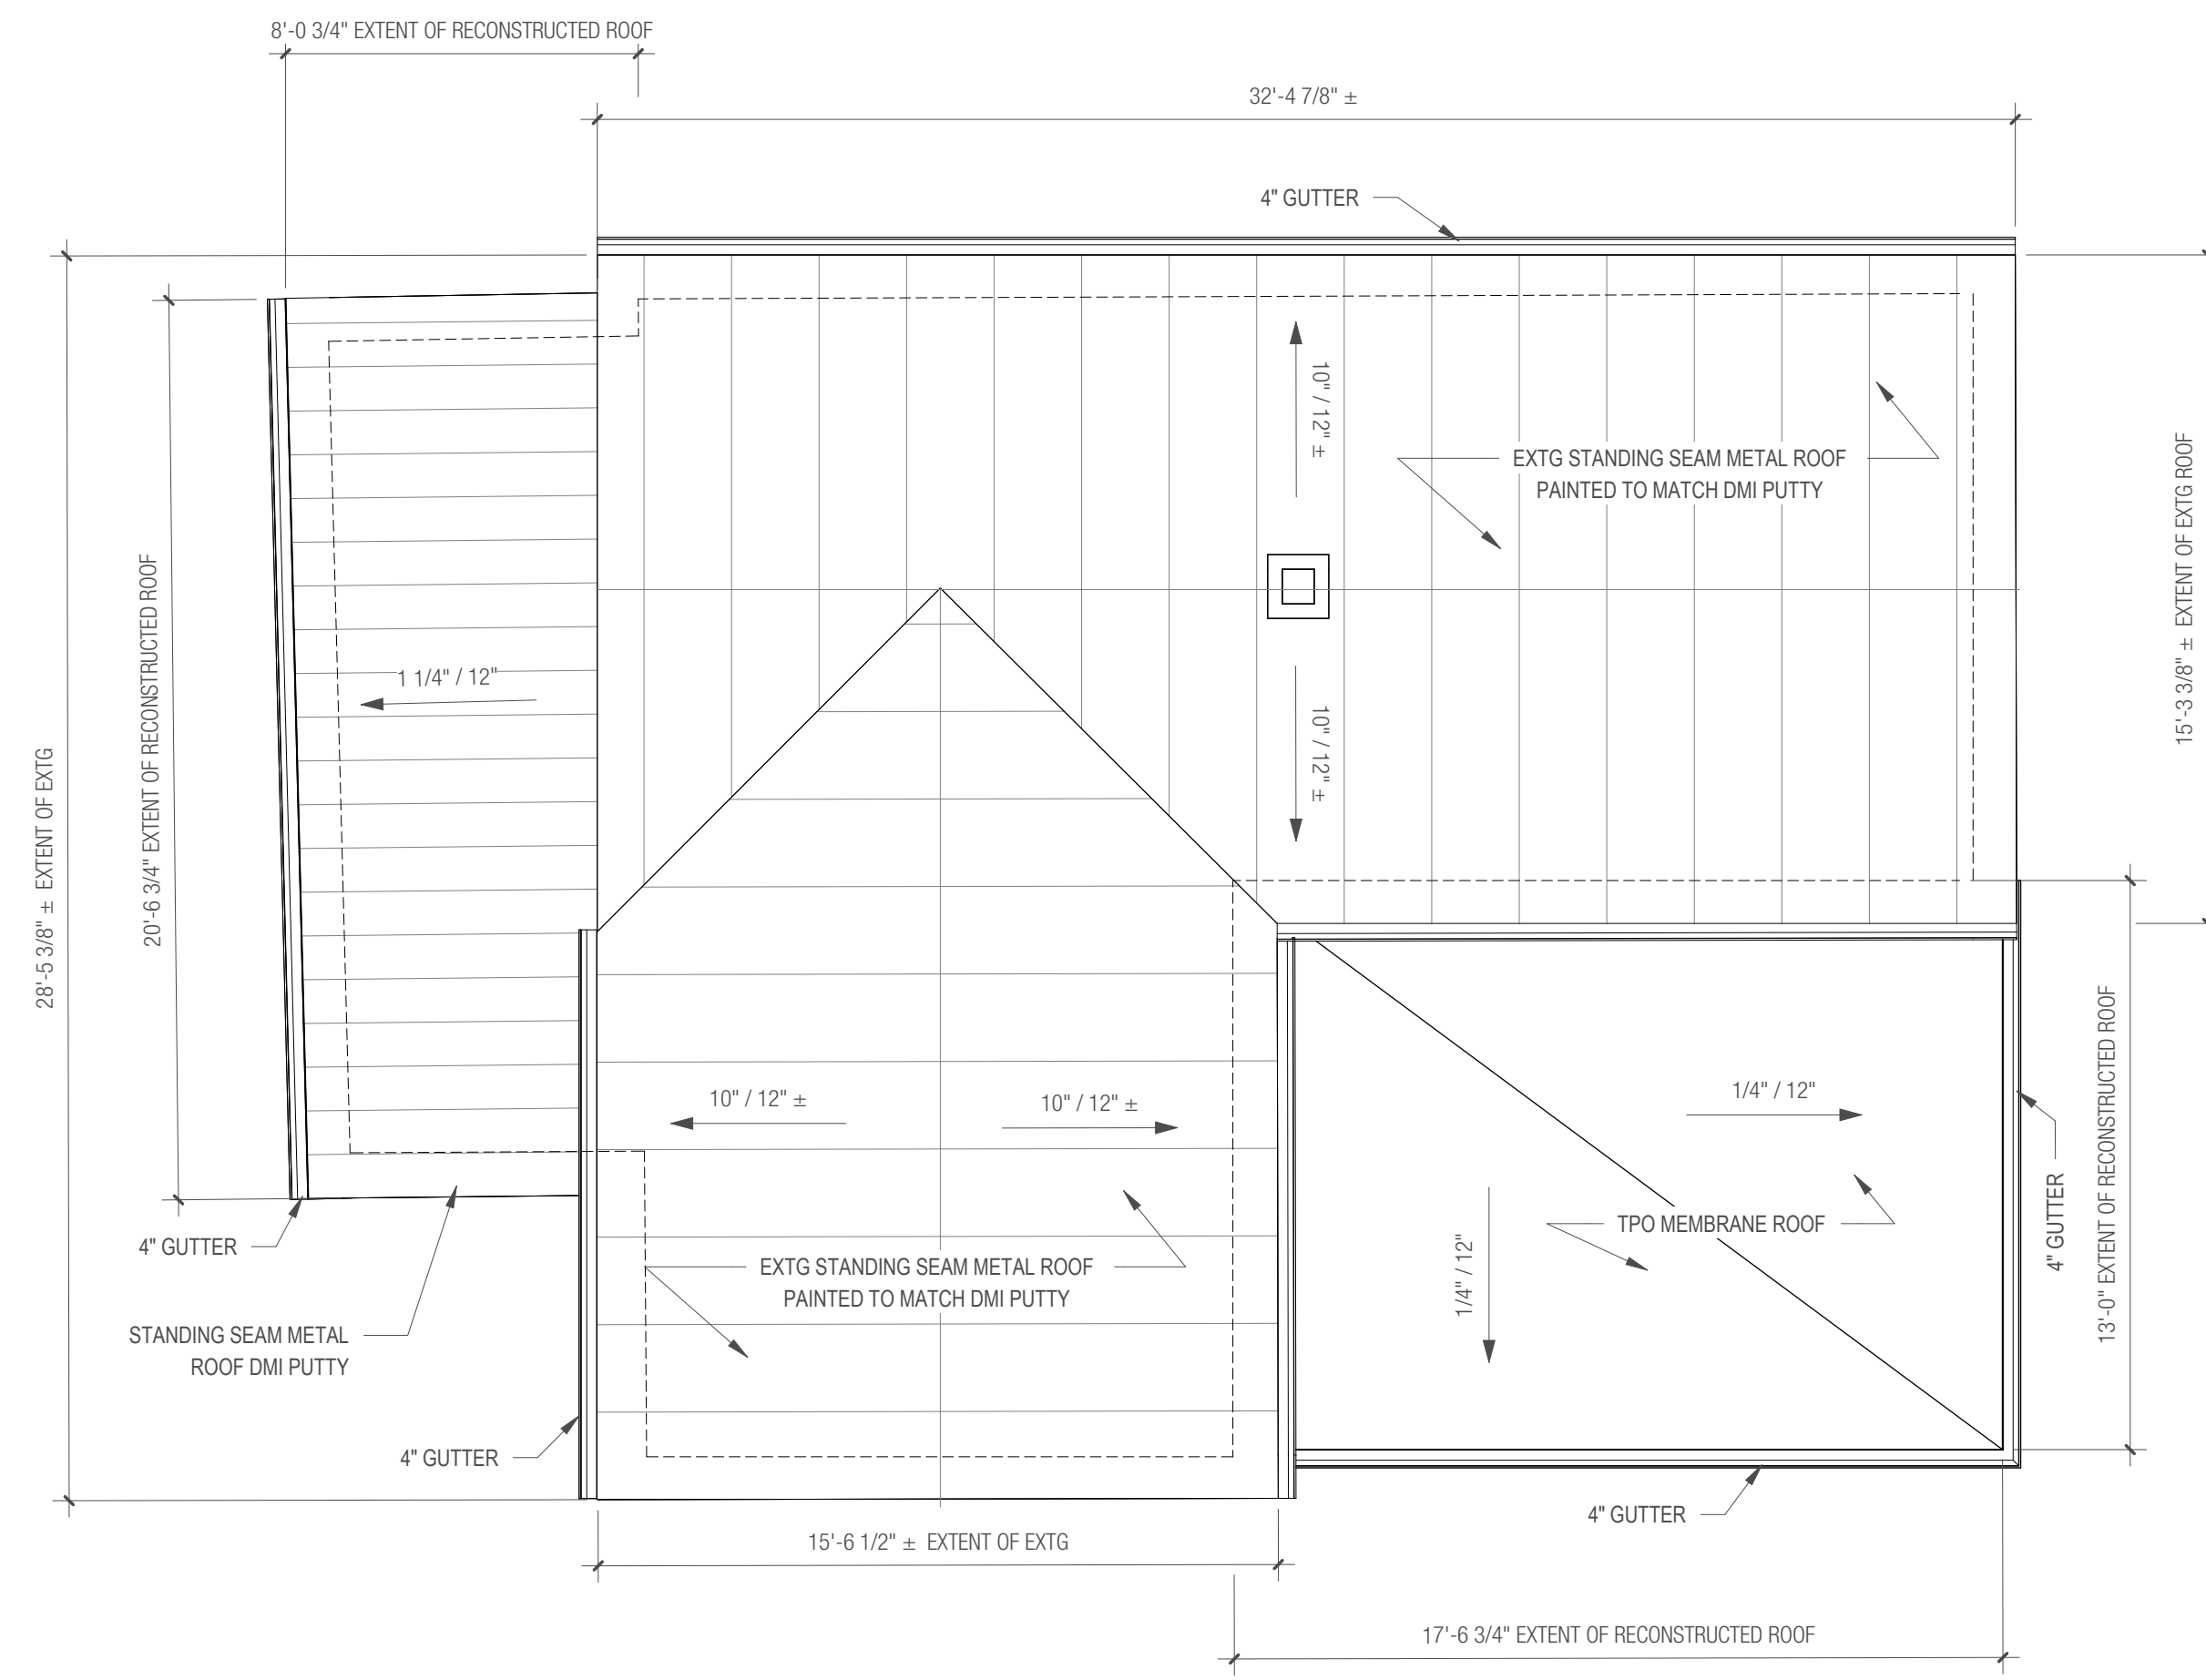 8'-0 3/4" EXTENT OF RECONSTRUCTED ROOF
32'-4 7/8" ±
4" GUTTER
10" / 12" ±
EXTG STANDING SEAM METAL ROOF
PAINTED TO MATCH DMI PUTTY
15'-3 3/8" ± EXTENT OF EXTG ROOF
20'-6 3/4" EXTENT OF RECONSTRUCTED ROOF
1 1/4" / 12"
28'-5 3/8" ± EXTENT OF EXTG
10" / 12" ±
10" / 12" ±
10" / 12" ±
1/4" / 12"
13'-0" EXTENT OF RECONSTRUCTED ROOF
4" GUTTER
TPO MEMBRANE ROOF
1/4" / 12"
4" GUTTER
EXTG STANDING SEAM METAL ROOF
PAINTED TO MATCH DMI PUTTY
STANDING SEAM METAL
ROOF DMI PUTTY
4" GUTTER
4" GUTTER
15'-6 1/2" ± EXTENT OF EXTG
17'-6 3/4" EXTENT OF RECONSTRUCTED ROOF